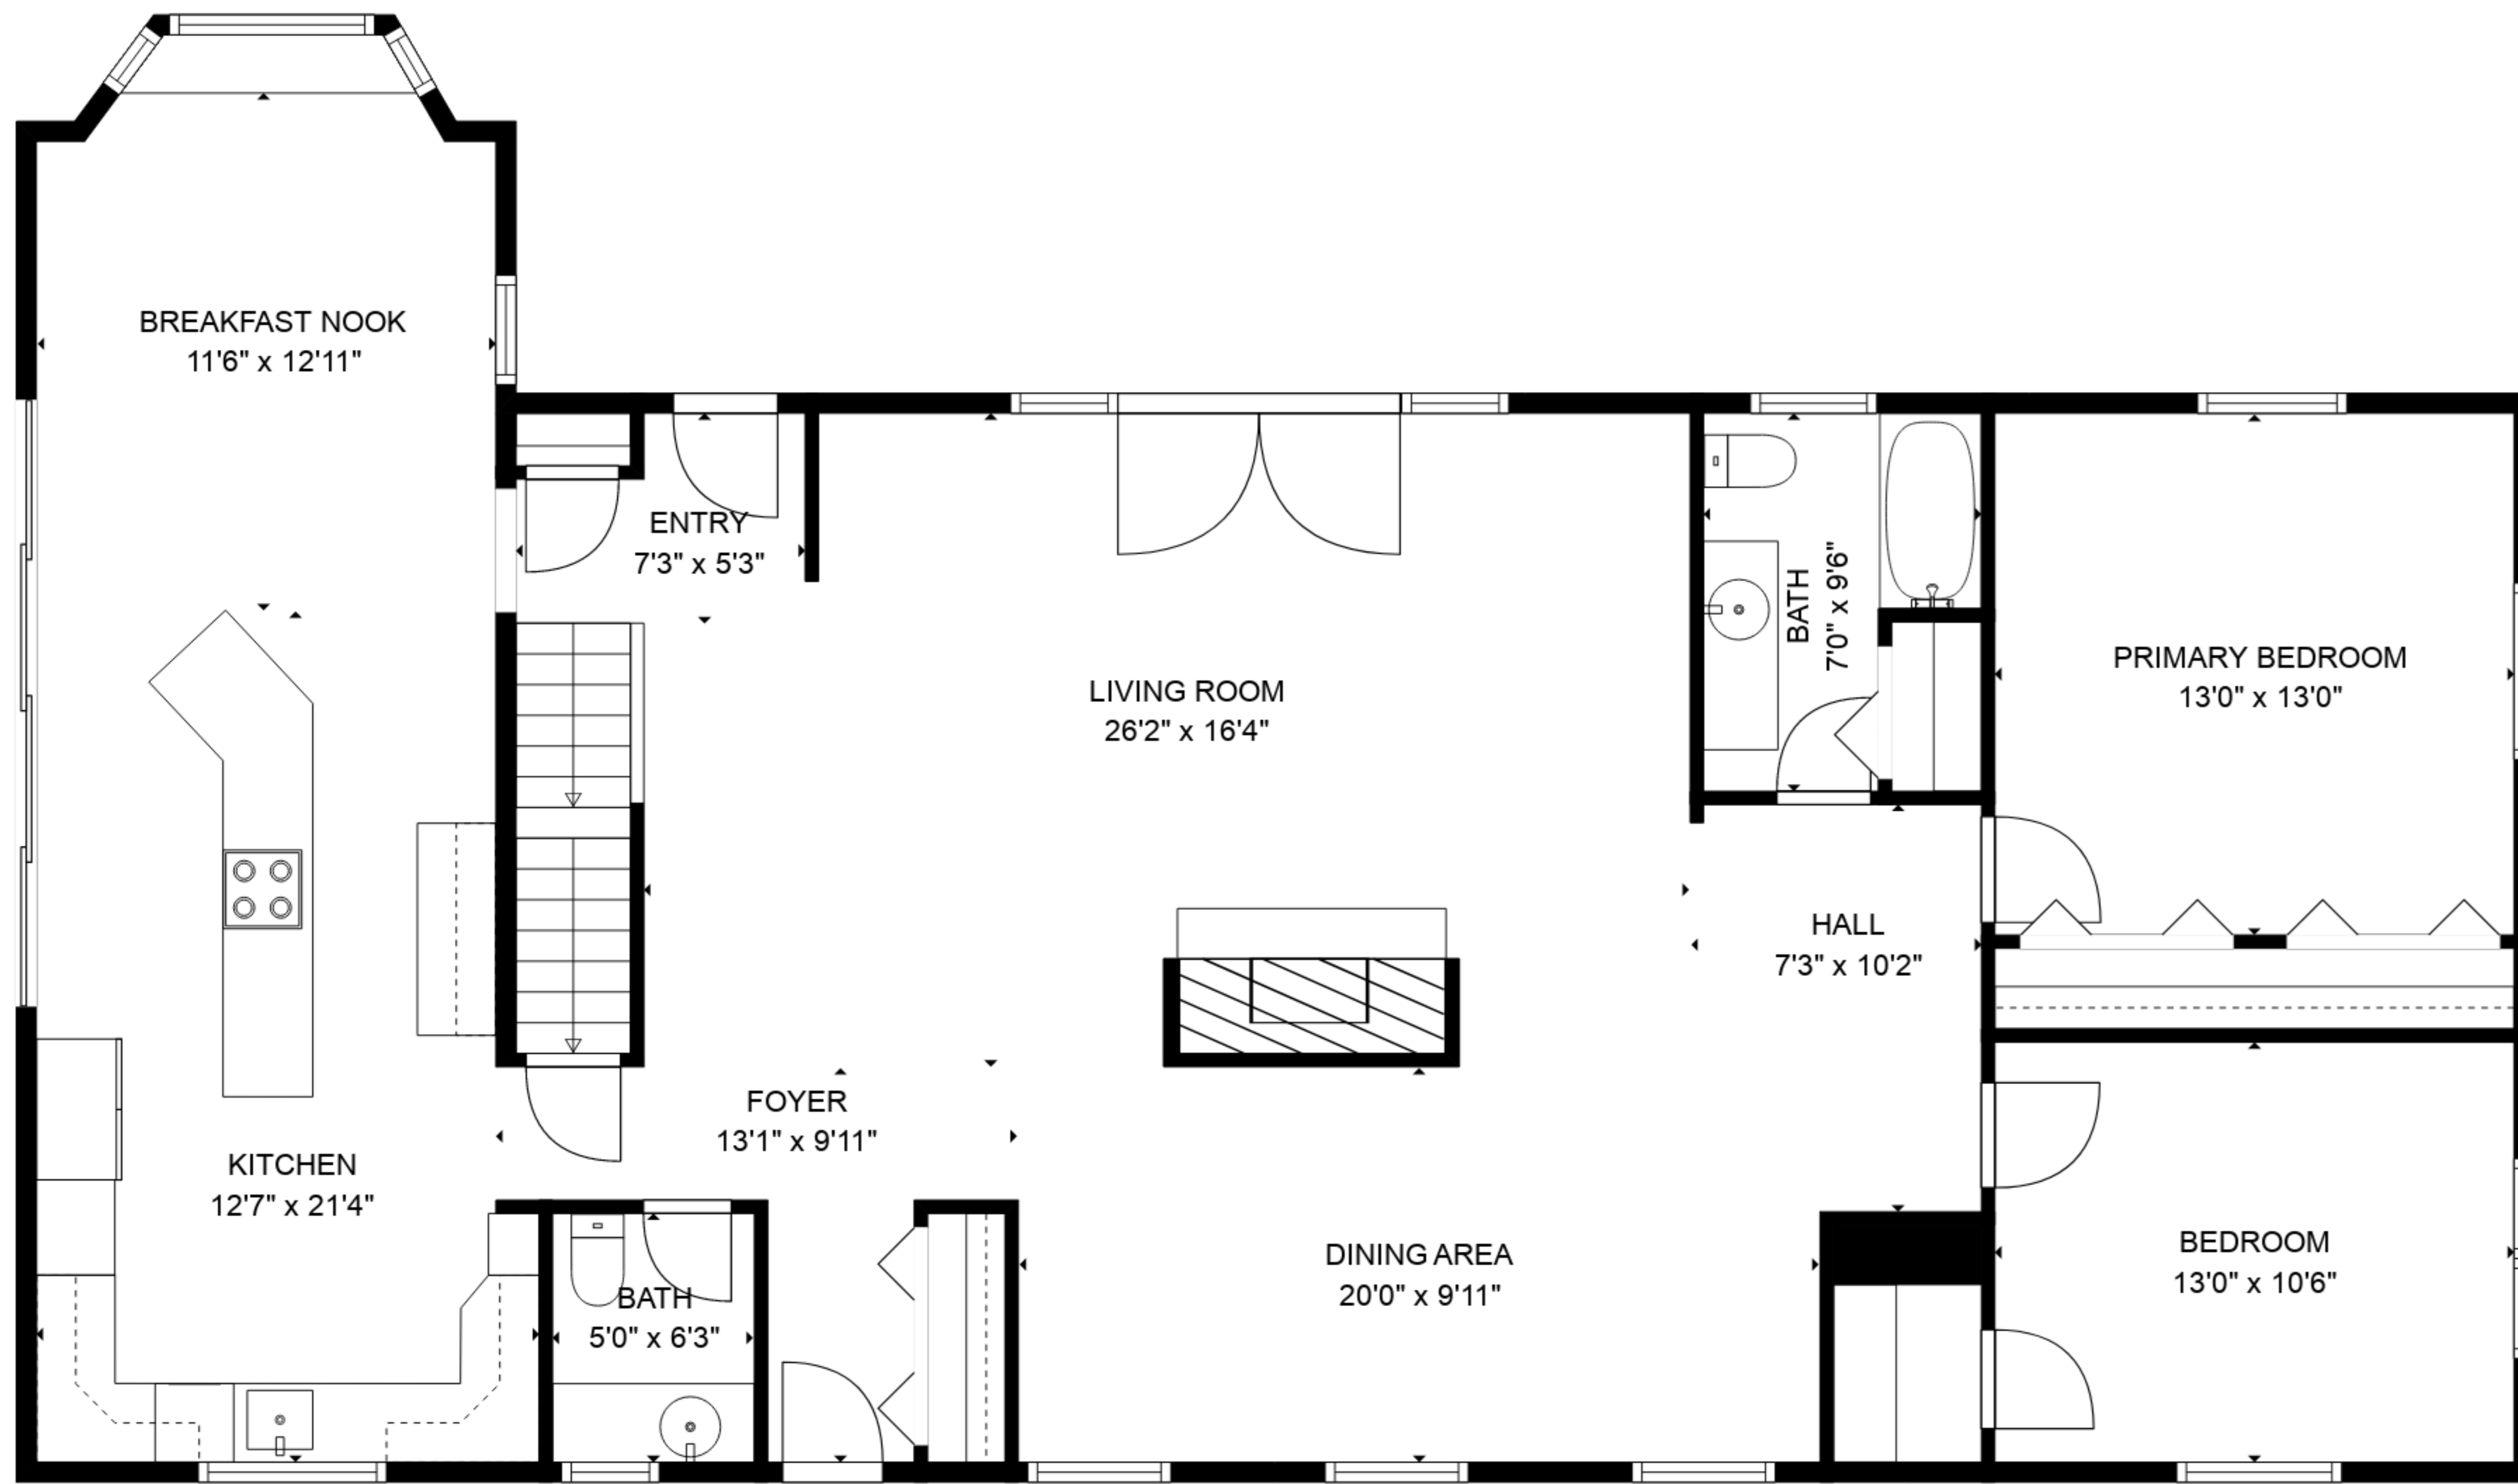 BREAKFAST NOOK
11'6" x 12'11"
ENTRY
7'3" x 5'3"
LIVING ROOM
26'2" x 16'4"
BATH
7'0" x 9'6"
PRIMARY BEDROOM
13'0" x 13'0"
HALL
7'3" x 10'2"
FOYER
13'1" x 9'11"
KITCHEN
12'7" x 21'4"
BATH
5'0" x 6'3"
DINING AREA
20'0" x 9'11"
BEDROOM
13'0" x 10'6"